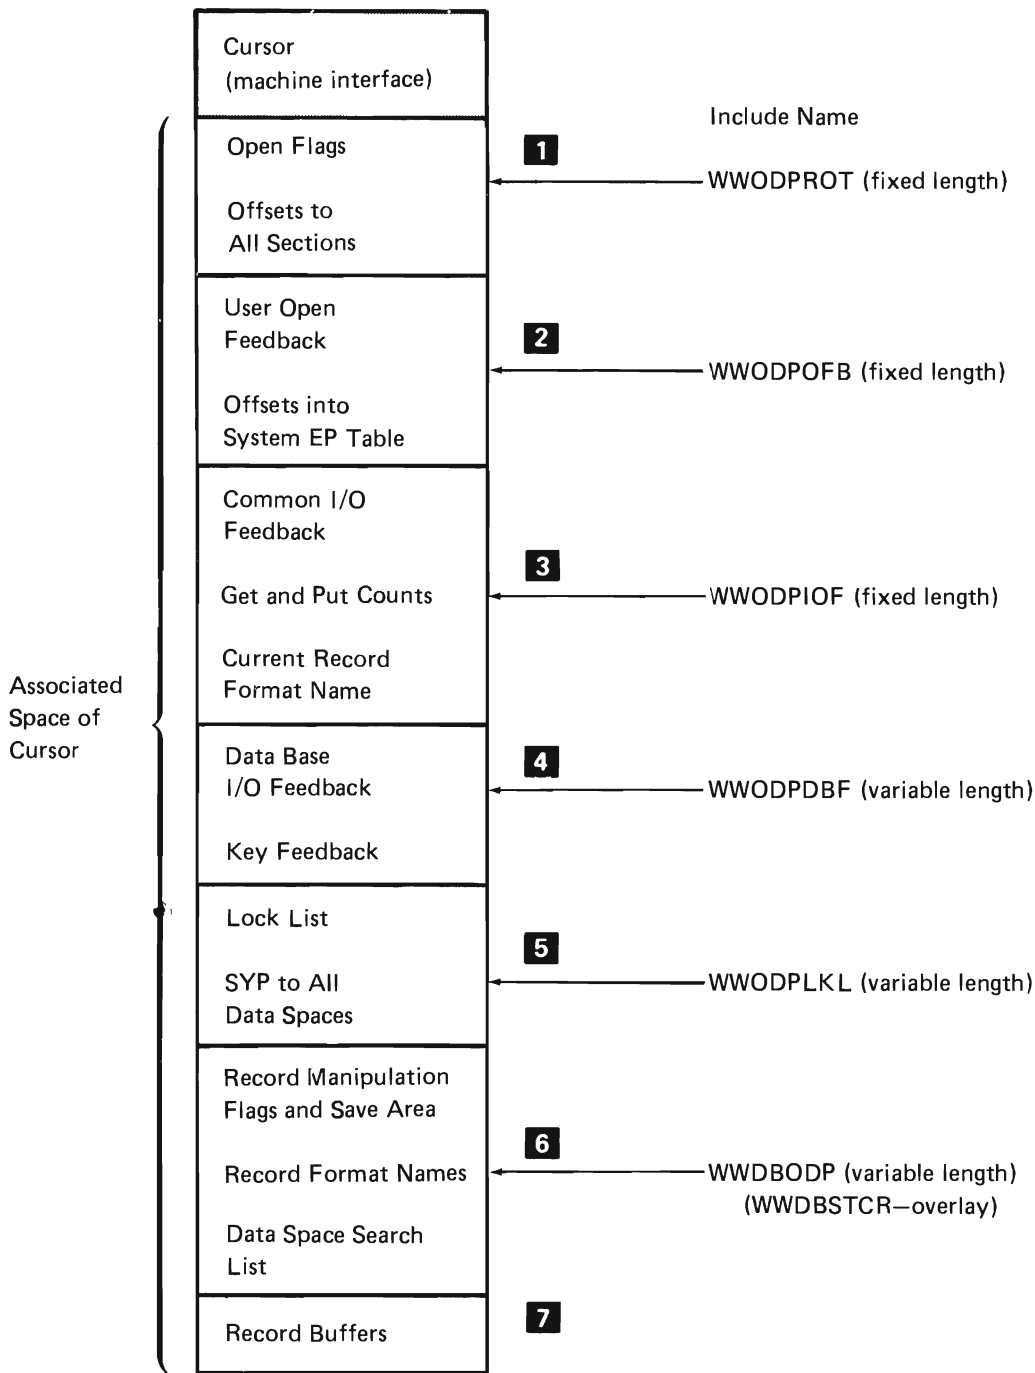 Cursor
(machine interface)
Include Name
Open Flags
1
WWODPROT (fixed length)
Offsets to
All Sections
User Open
Feedback
2
WWODPOFB (fixed length)
Offsets into
System EP Table
Common I/O
Feedback
3
Get and Put Counts
WWODPIOF (fixed length)
Current Record
Format Name
Associated
Space of
Cursor
Data Base
I/O Feedback
4
WWODPDBF (variable length)
Key Feedback
Lock List
5
SYP to All
Data Spaces
WWODPLKL (variable length)
Record Manipulation
Flags and Save Area
6
Record Format Names
WWDBODP (variable length)
(WWDBSTCR—overlay)
Data Space Search
List
Record Buffers
7